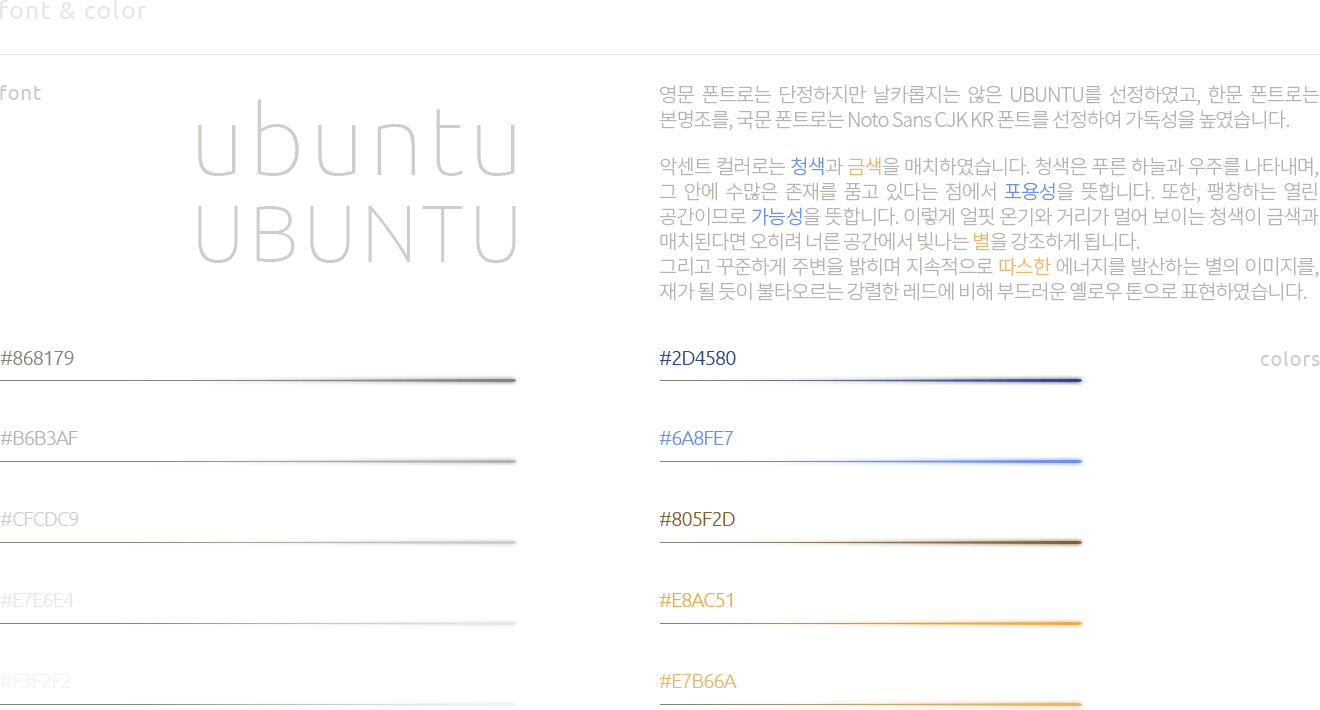 font & color
font
ubuntu
UBUNTU
영문 폰트로는 단정하지만 날카롭지는 않은 UBUNTU를 선정하였고, 한문 폰트로는
본명조를, 국문 폰트로는 Noto Sans CJK KR 폰트를 선정하여 가독성을 높였습니다.
악센트 컬러로는 청색과 금색을 매치하였습니다. 청색은 푸른 하늘과 우주를 나타내며,
그 안에 수많은 존재를 품고 있다는 점에서 포용성을 뜻합니다. 또한, 팽창하는 열린
공간이므로 가능성을 뜻합니다. 이렇게 얼핏 온기와 거리가 멀어 보이는 청색이 금색과
매치된다면 오히려 너른 공간에서 빛나는 별을 강조하게 됩니다.
그리고 꾸준하게 주변을 밝히며 지속적으로 따스한 에너지를 발산하는 별의 이미지를,
재가 될 듯이 불타오르는 강렬한 레드에 비해 부드러운 옐로우 톤으로 표현하였습니다.
#868179
#B6B3AF
#CFCDC9
#E7E6E4
#F3F2F2
colors
#2D4580
#6A8FE7
#805F2D
#E8AC51
#E7B66A